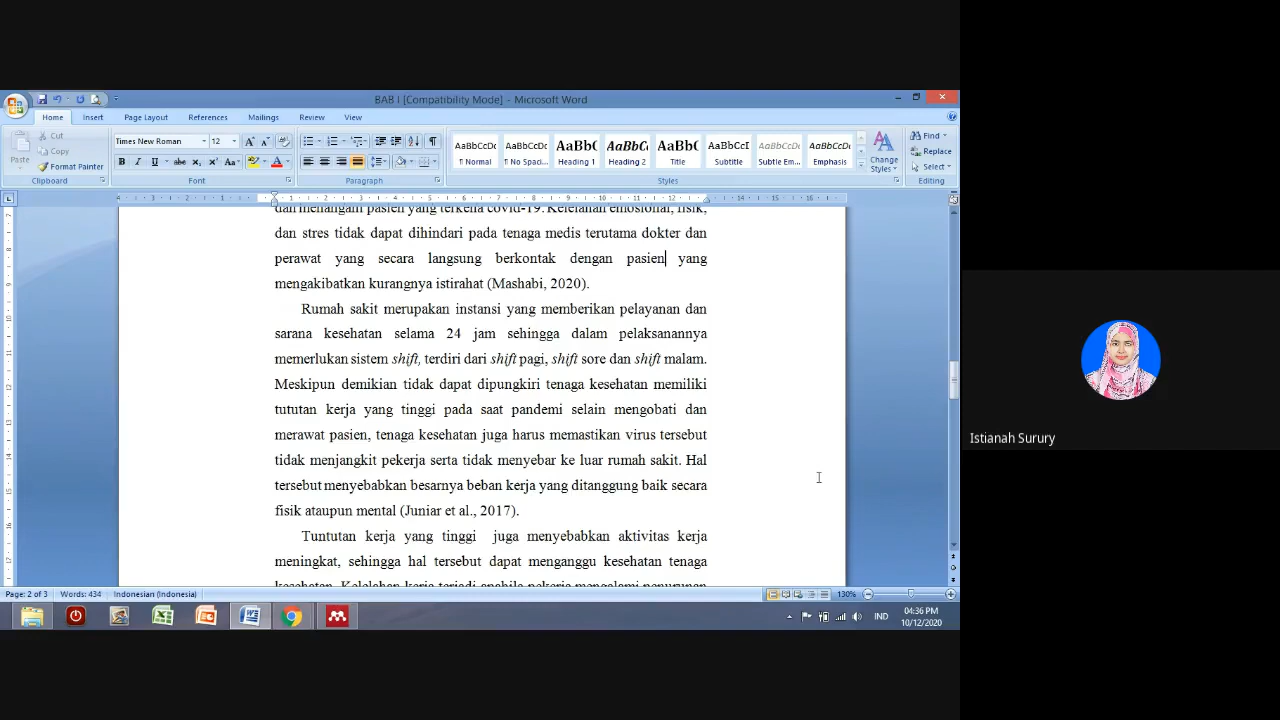 BAB I [Compatibility Mode] - Microsoft Word
Home Insert Page Layout References Mailings Review View
Cut
Copy
Format Painter
Paste
Clipboard
Times New Roman 12
Font
Paragraph
AaBbCcDc AaBbCcDc AaBbC AaBbCc AaBbC AaBbCcI AaBbCcDc AaBbCcDc
¶ Normal ¶ No Spaci... Heading 1 Heading 2 Title Subtitle Subtle Em... Emphasis
Change Styles
Styles
Find
Replace
Select
Editing
dan menangani pasien yang terkena covid-19. Kelelahan emosional, fisik,
dan stres tidak dapat dihindari pada tenaga medis terutama dokter dan
perawat yang secara langsung berkontak dengan pasien yang
mengakibatkan kurangnya istirahat (Mashabi, 2020).
Rumah sakit merupakan instansi yang memberikan pelayanan dan
sarana kesehatan selma 24 jam sehingga dalam pelaksanannya
memerlukan sistem shift, terdiri dari shift pagi, shift sore dan shift malam.
Meskipun demikian tidak dapat dipungkiri tenaga kesehatan memiliki
tututan kerja yang tinggi pada saat pandemi selain mengobati dan
merawat pasien, tenaga kesehatan juga harus memastikan virus tersebut
tidak menjangkit pekerja serta tidak menyebar ke luar rumah sakit. Hal
tersebut menyebabkan besarnya beban kerja yang ditanggung baik secara
fisik ataupun mental (Juniar et al., 2017).
Tuntutan kerja yang tinggi juga menyebabkan aktivitas kerja
meningkat, sehingga hal tersebut dapat menganggu kesehatan tenaga
kesehatan. Kelelahan kerja terjadi apabila pekerja mengalami penurunan
Page: 2 of 3 Words: 434 Indonesian (Indonesia) 130%
IND
04:36 PM
10/12/2020
Istianah Surury